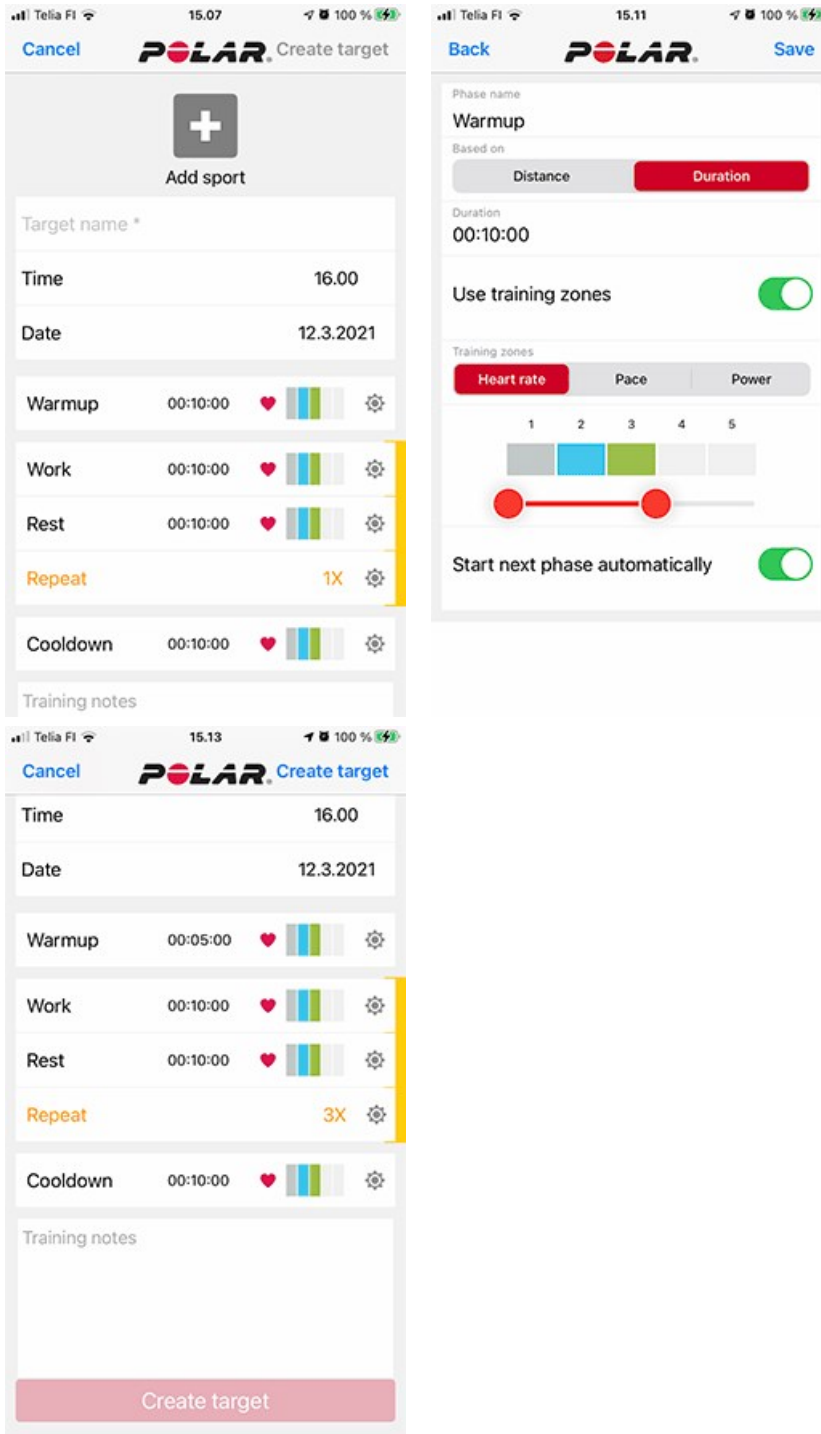 Telia FI 15.07 100 %
Cancel POLAR. Create target
Add sport
Target name *
Time 16.00
Date 12.3.2021
Warmup 00:10:00
Work 00:10:00
Rest 00:10:00
Repeat 1X
Cooldown 00:10:00
Training notes
Telia FI 15.11 100 %
Back POLAR. Save
Phase name
Warmup
Based on
Distance Duration
Duration
00:10:00
Use training zones
Training zones
Heart rate Pace Power
1 2 3 4 5
Start next phase automatically
Telia FI 15.13 100 %
Cancel POLAR. Create target
Time 16.00
Date 12.3.2021
Warmup 00:05:00
Work 00:10:00
Rest 00:10:00
Repeat 3X
Cooldown 00:10:00
Training notes
Create target